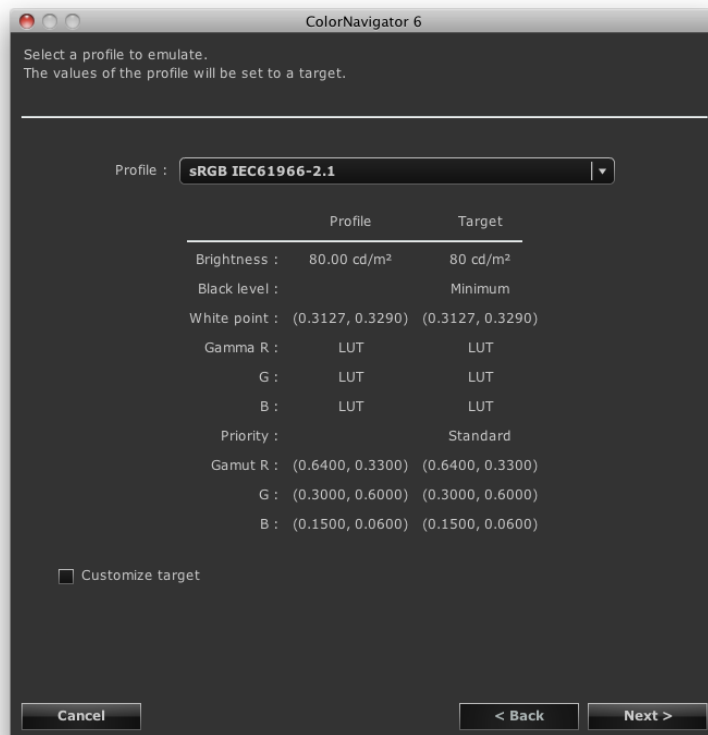 ColorNavigator 6
Select a profile to emulate.
The values of the profile will be set to a target.
Profile : sRGB IEC61966-2.1
Profile Target
Brightness : 80.00 cd/m² 80 cd/m²
Black level : Minimum
White point : (0.3127, 0.3290) (0.3127, 0.3290)
Gamma R : LUT LUT
G : LUT LUT
B : LUT LUT
Priority : Standard
Gamut R : (0.6400, 0.3300) (0.6400, 0.3300)
G : (0.3000, 0.6000) (0.3000, 0.6000)
B : (0.1500, 0.0600) (0.1500, 0.0600)
Customize target
Cancel < Back Next >